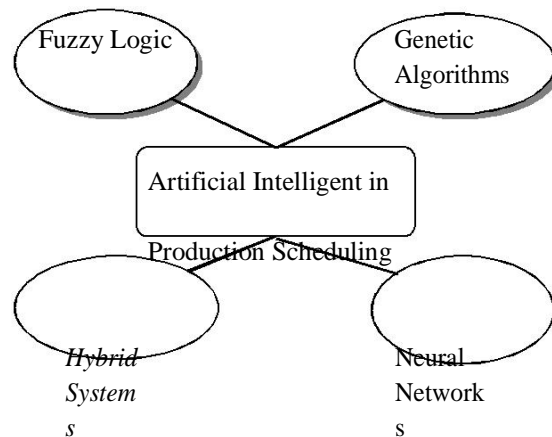 Fuzzy Logic
Genetic
Algorithms
Artificial Intelligent in
Production Scheduling
Hybrid
System
s
Neural
Network
s